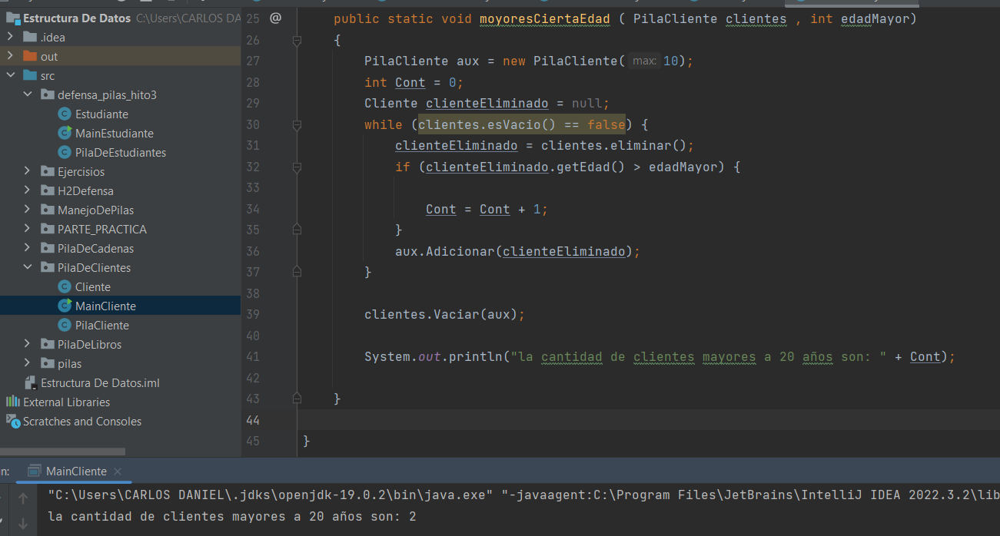 Estructura De Datos C:\Users\CARLOS DA
.idea
out
src
defensa_pilas_hito3
Estudiante
MainEstudiante
PilaDeEstudiantes
Ejercisios
H2Defensa
ManejoDePilas
PARTE_PRACTICA
PilaDeCadenas
PilaDeClientes
Cliente
MainCliente
PilaCliente
PilaDeLibros
pilas
Estructura De Datos.iml
External Libraries
Scratches and Consoles
25 @ public static void moyoresCiertaEdad ( PilaCliente clientes , int edadMayor)
26 {
27 PilaCliente aux = new PilaCliente( max: 10);
28 int Cont = 0;
29 Cliente clienteEliminado = null;
30 while (clientes.esVacio() == false) {
31 clienteEliminado = clientes.eliminar();
32 if (clienteEliminado.getEdad() > edadMayor) {
33
34 Cont = Cont + 1;
35 }
36 aux.Adicionar(clienteEliminado);
37 }
38
39 clientes.Vaciar(aux);
40
41 System.out.println("la cantidad de clientes mayores a 20 años son: " + Cont);
42
43 }
44
45 }
n: MainCliente
"C:\Users\CARLOS DANIEL\.jdks\openjdk-19.0.2\bin\java.exe" "-javaagent:C:\Program Files\JetBrains\IntelliJ IDEA 2022.3.2\lib
la cantidad de clientes mayores a 20 años son: 2